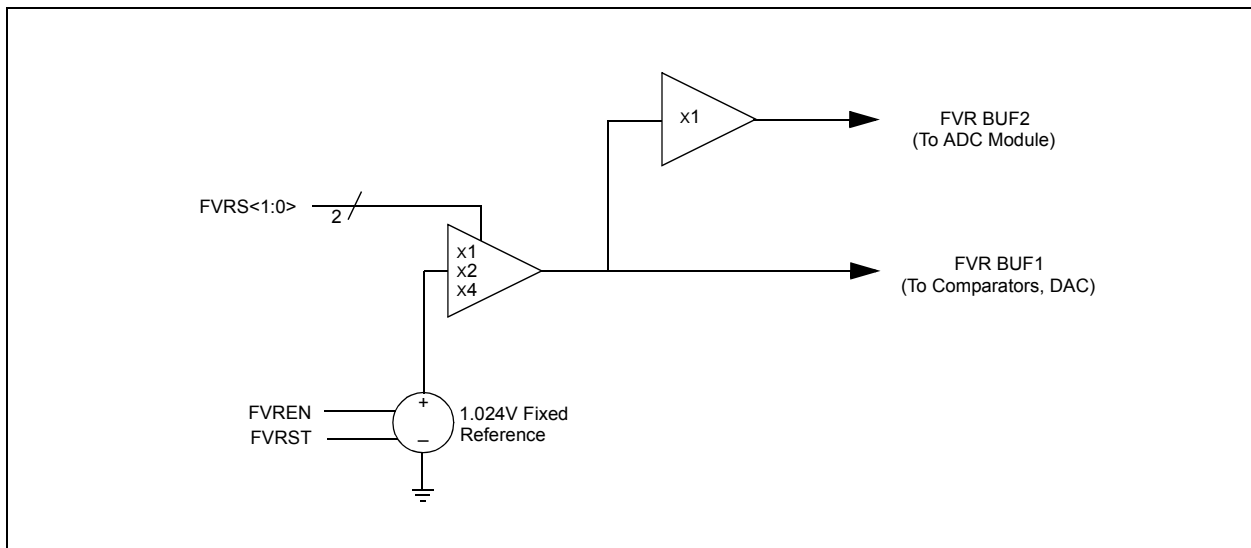 x1
FVR BUF2
(To ADC Module)
FVRS<1:0>
2
x1
x2
x4
FVR BUF1
(To Comparators, DAC)
FVREN
FVRST
+
–
1.024V Fixed
Reference